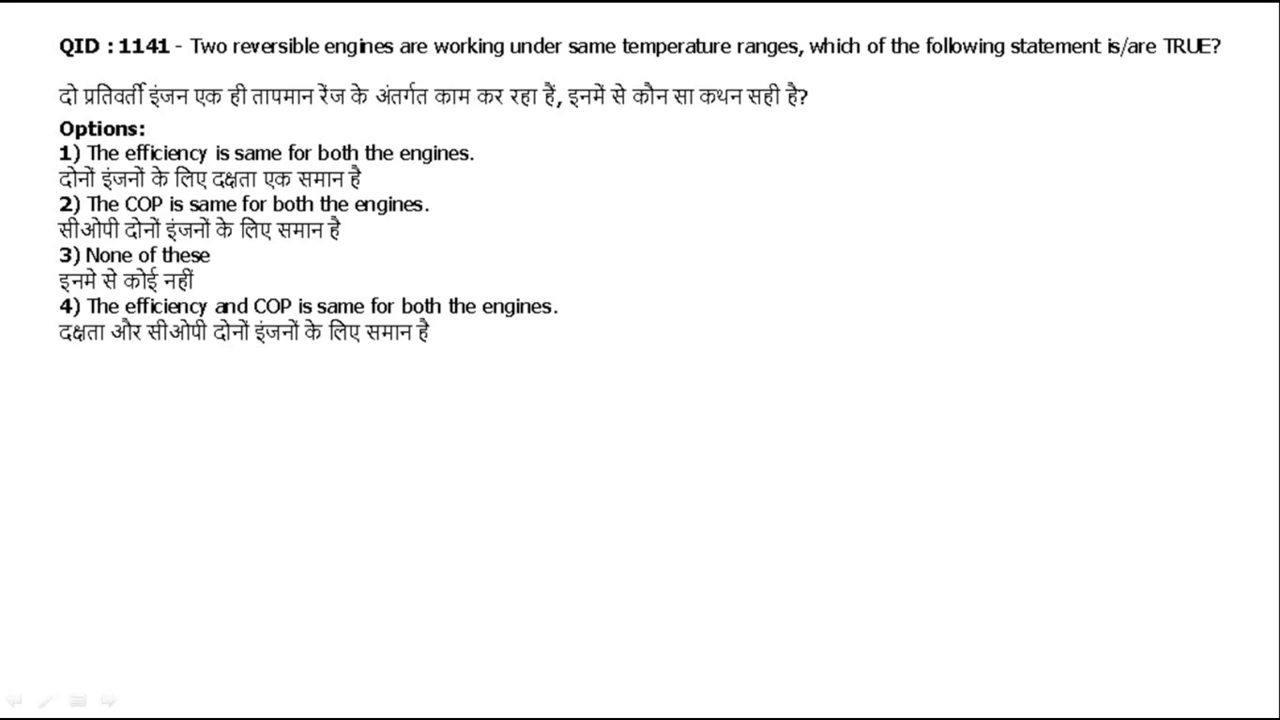 QID : 1141 - Two reversible engines are working under same temperature ranges, which of the following statement is/are TRUE?
दो प्रतिवर्ती इंजन एक ही तापमान रेंज के अंतर्गत काम कर रहा हैं, इनमें से कौन सा कथन सही है?
Options:
1) The efficiency is same for both the engines.
दोनों इंजनों के लिए दक्षता एक समान है
2) The COP is same for both the engines.
सीओपी दोनों इंजनों के लिए समान है
3) None of these
इनमे से कोई नहीं
4) The efficiency and COP is same for both the engines.
दक्षता और सीओपी दोनों इंजनों के लिए समान है